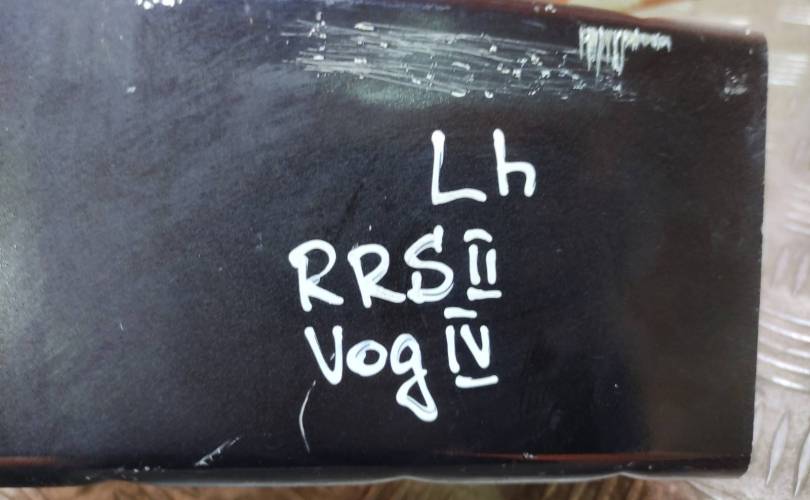 Lh
RRS II
Vog IV